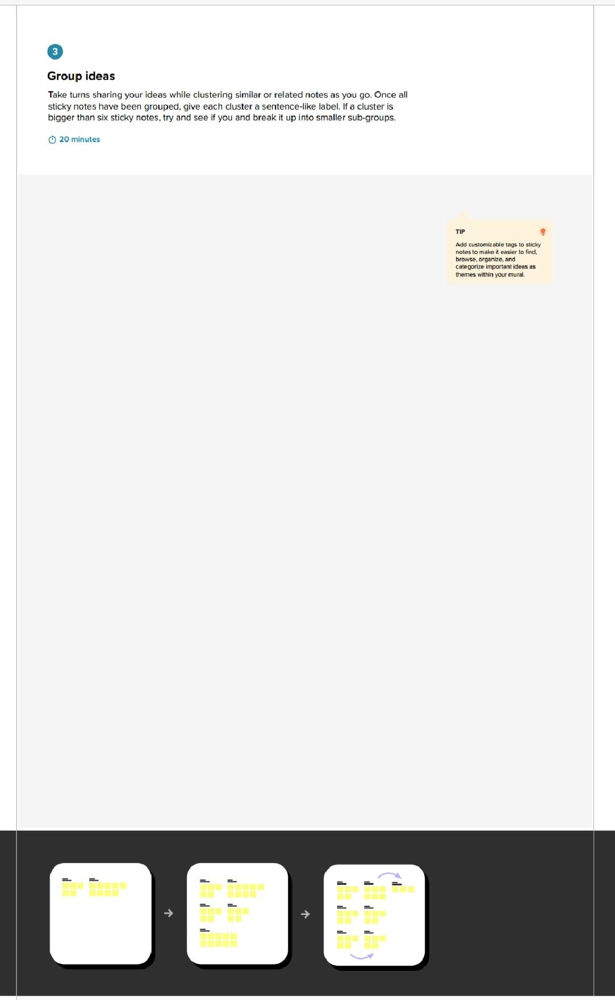 3
Group ideas
Take turns sharing your ideas while clustering similar or related notes as you go. Once all
sticky notes have been grouped, give each cluster a sentence-like label. If a cluster is
bigger than six sticky notes, try and see if you and break it up into smaller sub-groups.
20 minutes
TIP
Add customizable tags to sticky
notes to make it easier to find,
browse, organize, and
categorize important ideas as
themes within your mural.